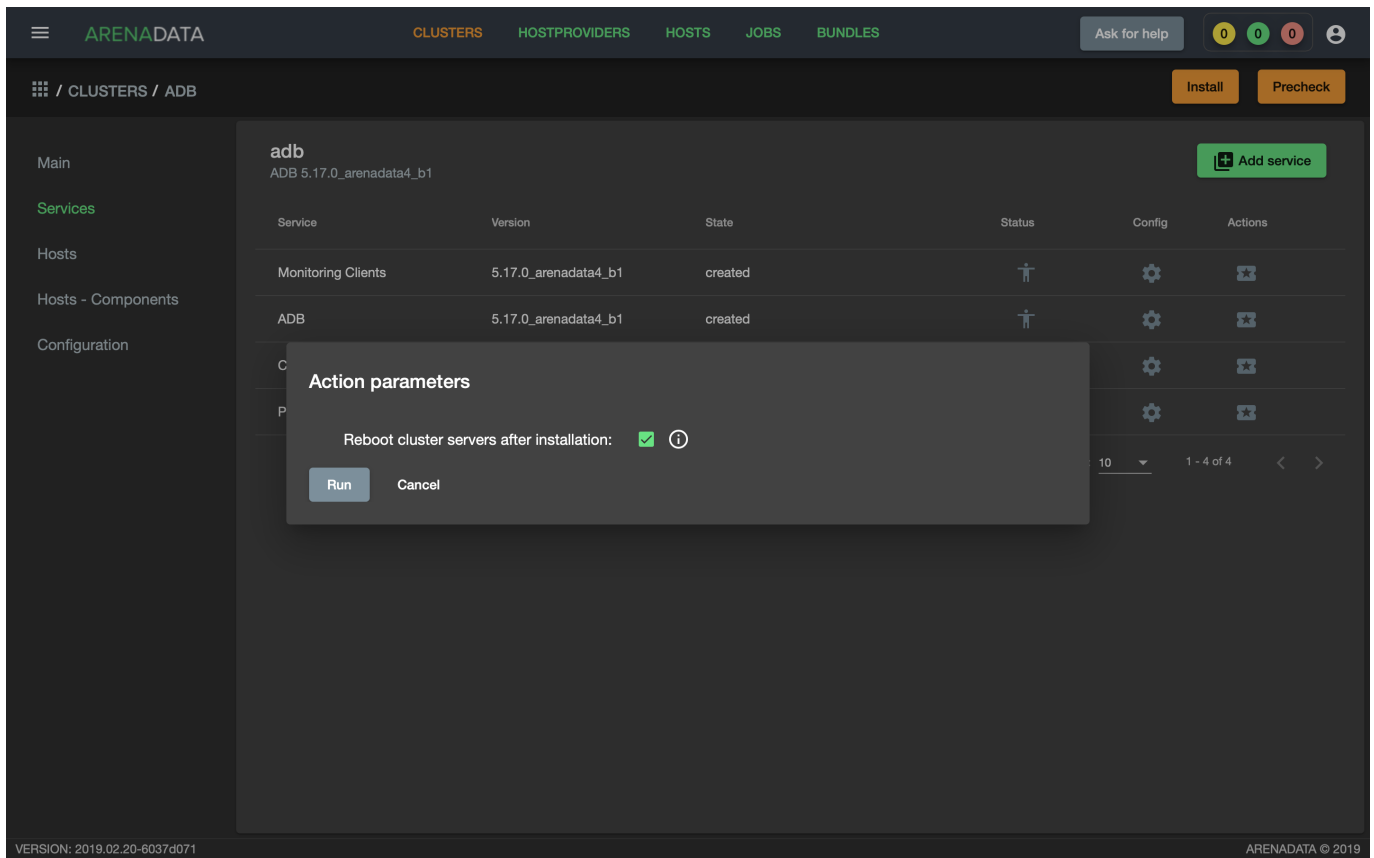 ARENADATA CLUSTERS HOSTPROVIDERS HOSTS JOBS BUNDLES Ask for help 0 0 0
/ CLUSTERS / ADB Install Precheck
Main
Services
Hosts
Hosts - Components
Configuration
adb
ADB 5.17.0_arenadata4_b1
Add service
Service Version State Status Config Actions
Monitoring Clients 5.17.0_arenadata4_b1 created
ADB 5.17.0_arenadata4_b1 created
C
P
Action parameters
Reboot cluster servers after installation:
Run Cancel
10 1 - 4 of 4
VERSION: 2019.02.20-6037d071 ARENADATA © 2019